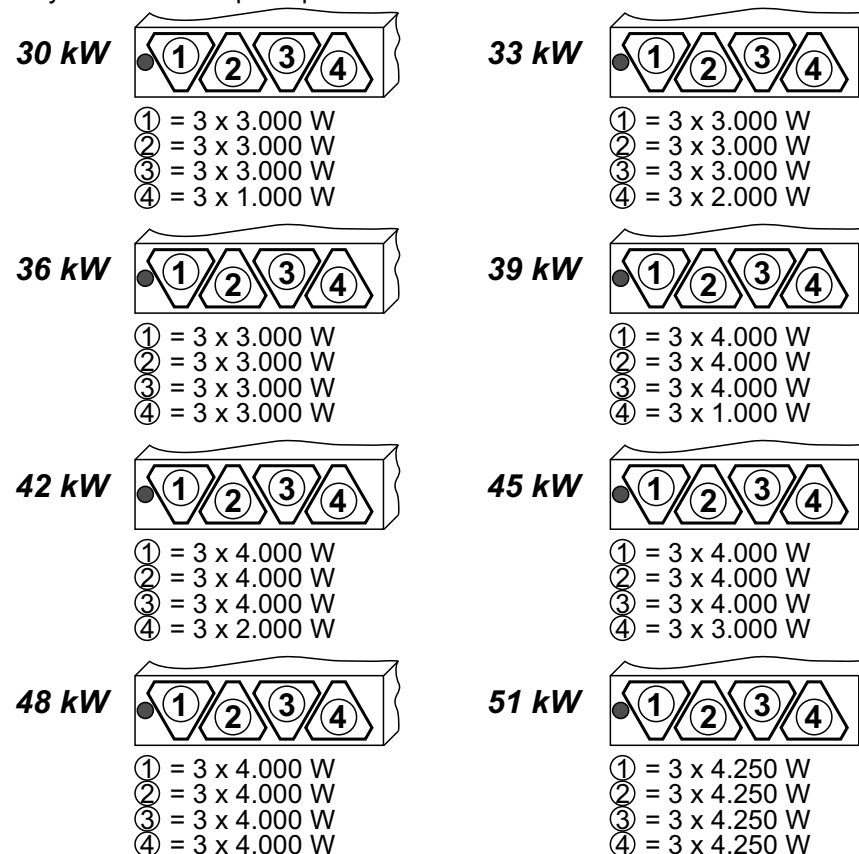 30 kW
1 2 3 4
① = 3 x 3.000 W
② = 3 x 3.000 W
③ = 3 x 3.000 W
④ = 3 x 1.000 W
33 kW
1 2 3 4
① = 3 x 3.000 W
② = 3 x 3.000 W
③ = 3 x 3.000 W
④ = 3 x 2.000 W
36 kW
1 2 3 4
① = 3 x 3.000 W
② = 3 x 3.000 W
③ = 3 x 3.000 W
④ = 3 x 3.000 W
39 kW
1 2 3 4
① = 3 x 4.000 W
② = 3 x 4.000 W
③ = 3 x 4.000 W
④ = 3 x 1.000 W
42 kW
1 2 3 4
① = 3 x 4.000 W
② = 3 x 4.000 W
③ = 3 x 4.000 W
④ = 3 x 2.000 W
45 kW
1 2 3 4
① = 3 x 4.000 W
② = 3 x 4.000 W
③ = 3 x 4.000 W
④ = 3 x 3.000 W
48 kW
1 2 3 4
① = 3 x 4.000 W
② = 3 x 4.000 W
③ = 3 x 4.000 W
④ = 3 x 4.000 W
51 kW
1 2 3 4
① = 3 x 4.250 W
② = 3 x 4.250 W
③ = 3 x 4.250 W
④ = 3 x 4.250 W